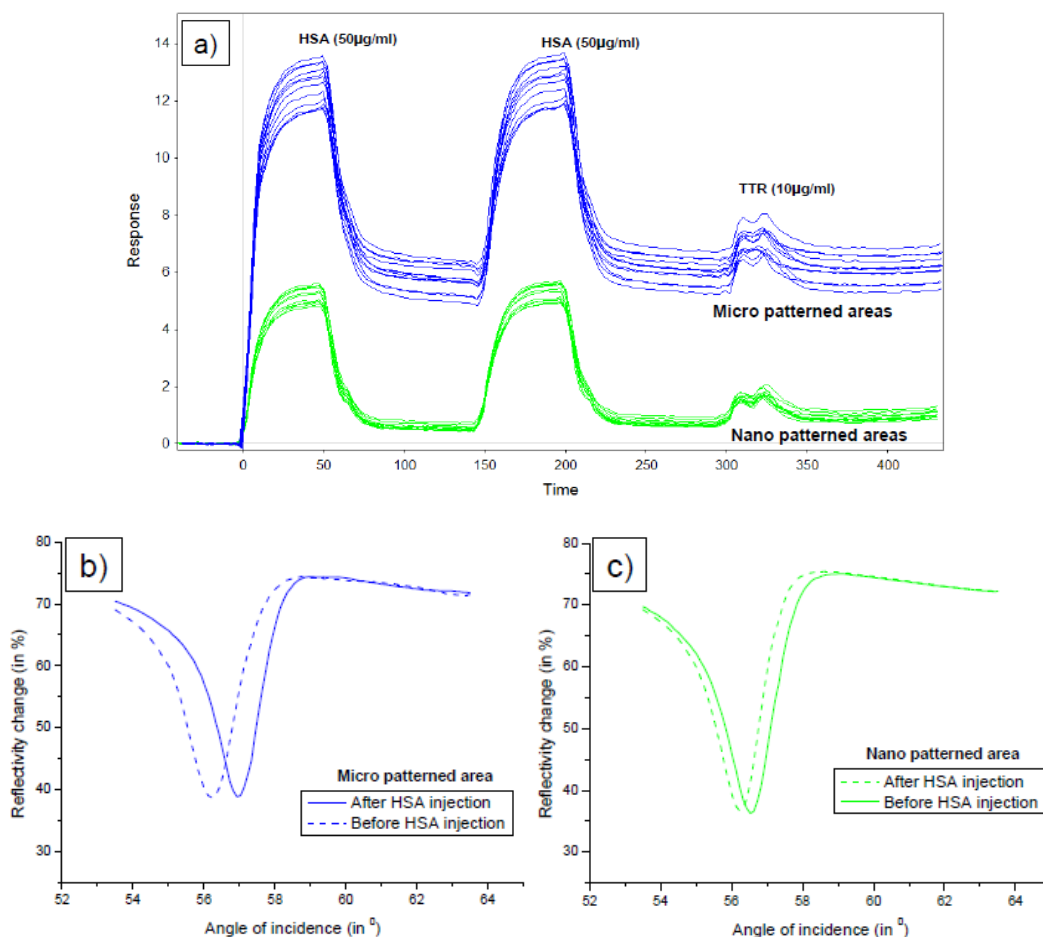 a)
HSA (50µg/ml)
HSA (50µg/ml)
TTR (10µg/ml)
14
12
10
8
6
4
2
0
Response
Micro patterned areas
Nano patterned areas
0 50 100 150 200 250 300 350 400
Time
b)
80
70
60
50
40
30
Reflectivity change (in %)
Micro patterned area
After HSA injection
Before HSA injection
52 54 56 58 60 62 64
Angle of incidence (in ⁰)
c)
80
70
60
50
40
30
Reflectivity change (in %)
Nano patterned area
After HSA injection
Before HSA injection
52 54 56 58 60 62 64
Angle of incidence (in ⁰)